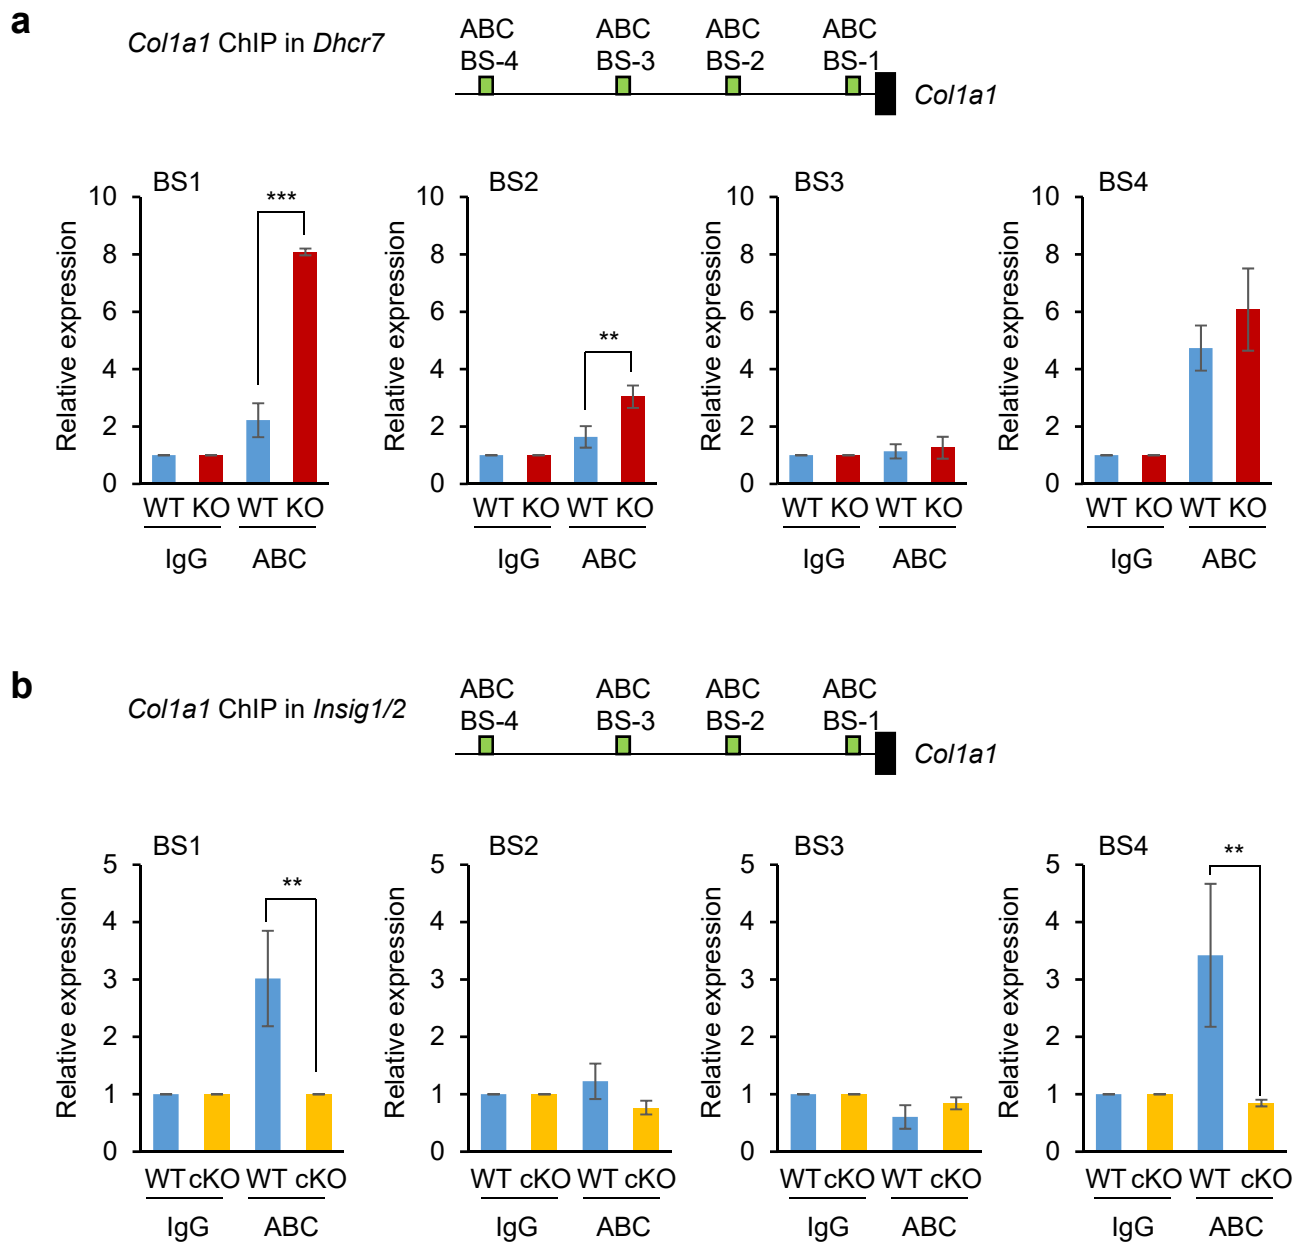 a
Col1a1 ChIP in Dhcr7
ABC ABC ABC ABC
BS-4 BS-3 BS-2 BS-1
Col1a1
BS1 BS2 BS3 BS4
Relative expression Relative expression Relative expression Relative expression
10 10 10 10
*** 
8 8 8 8
6 6 6 6
**
4 4 4 4
2 2 2 2
0 0 0 0
WT KO WT KO WT KO WT KO WT KO WT KO WT KO WT KO
IgG ABC IgG ABC IgG ABC IgG ABC
b
Col1a1 ChIP in Insig1/2
ABC ABC ABC ABC
BS-4 BS-3 BS-2 BS-1
Col1a1
BS1 BS2 BS3 BS4
Relative expression Relative expression Relative expression Relative expression
5 5 5 5
** **
4 4 4 4
3 3 3 3
2 2 2 2
1 1 1 1
0 0 0 0
WT cKO WT cKO WT cKO WT cKO WT cKO WT cKO WT cKO WT cKO
IgG ABC IgG ABC IgG ABC IgG ABC